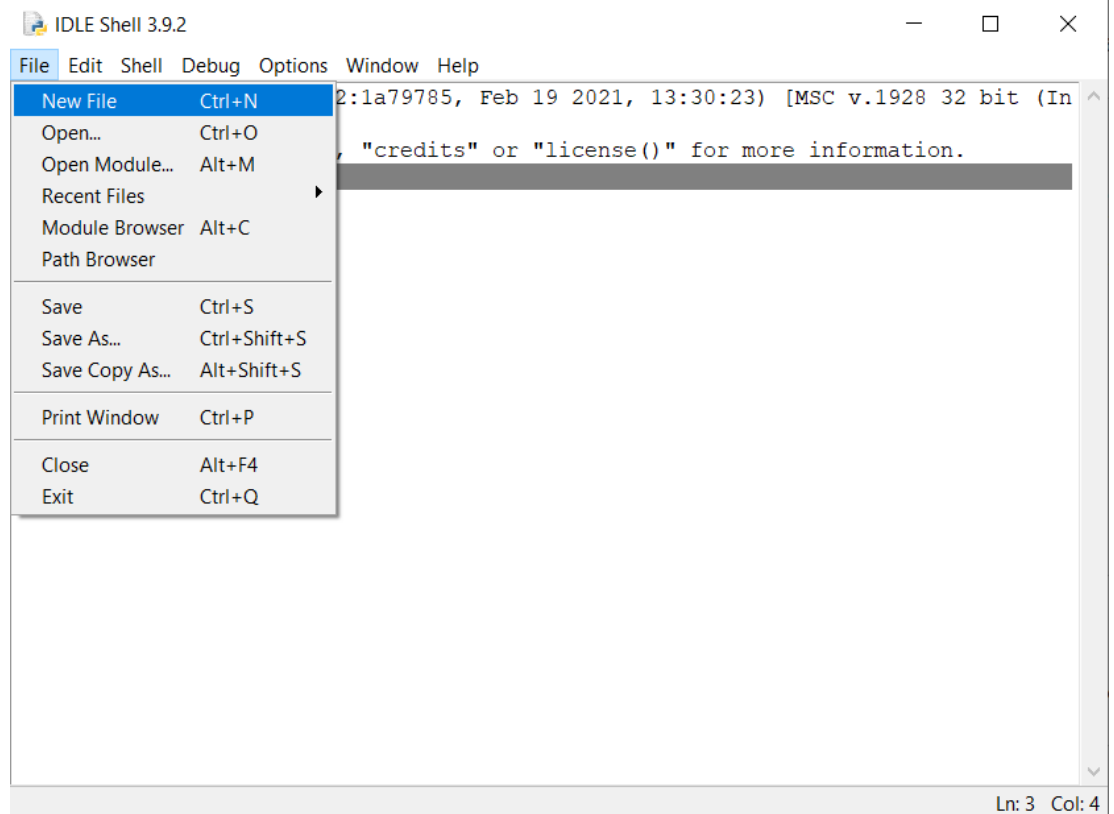 IDLE Shell 3.9.2
File Edit Shell Debug Options Window Help
2:1a79785, Feb 19 2021, 13:30:23) [MSC v.1928 32 bit (In
, "credits" or "license()" for more information.
New File Ctrl+N
Open... Ctrl+O
Open Module... Alt+M
Recent Files
Module Browser Alt+C
Path Browser
Save Ctrl+S
Save As... Ctrl+Shift+S
Save Copy As... Alt+Shift+S
Print Window Ctrl+P
Close Alt+F4
Exit Ctrl+Q
Ln: 3 Col: 4